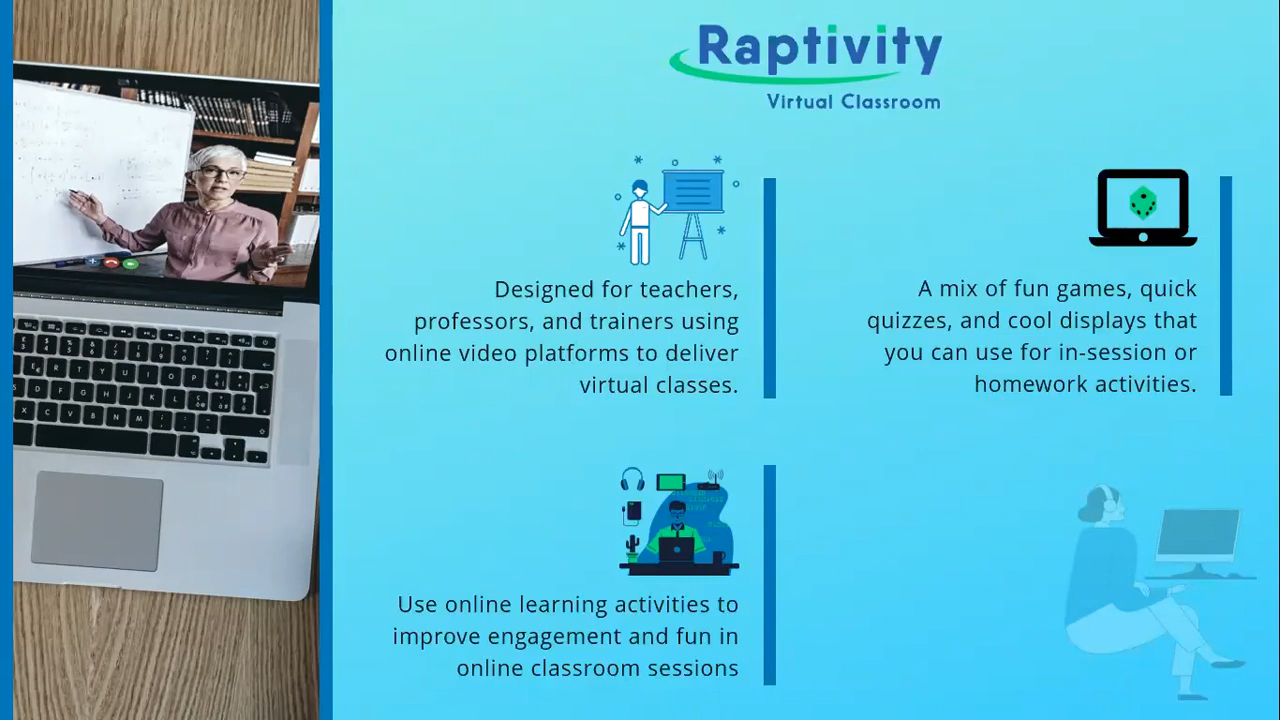 Raptivity
Virtual Classroom
Designed for teachers,
professors, and trainers using
online video platforms to deliver
virtual classes.
A mix of fun games, quick
quizzes, and cool displays that
you can use for in-session or
homework activities.
Use online learning activities to
improve engagement and fun in
online classroom sessions